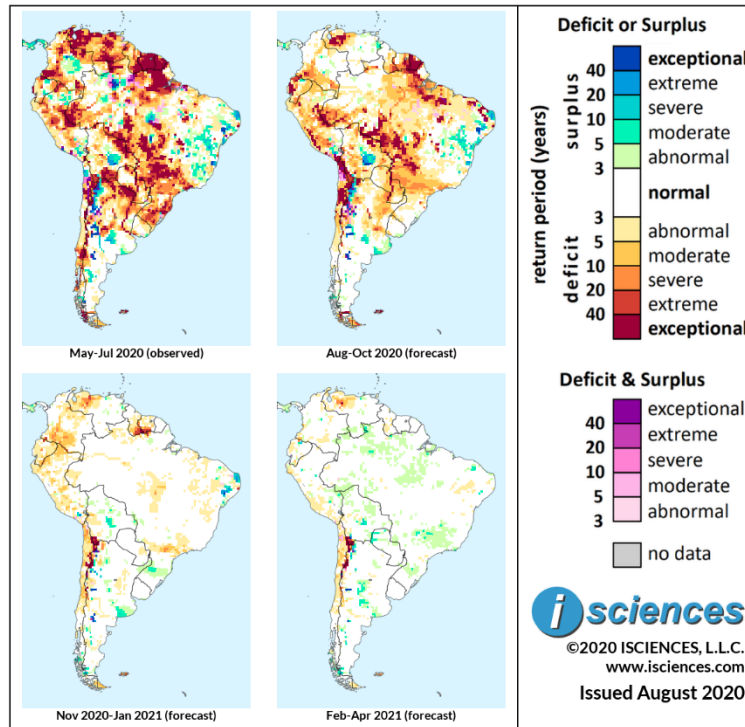 May-Jul 2020 (observed)
Aug-Oct 2020 (forecast)
Nov 2020-Jan 2021 (forecast)
Feb-Apr 2021 (forecast)
Deficit or Surplus
return period (years)
surplus
deficit
exceptional
40
extreme
20
severe
10
moderate
5
abnormal
3
normal
3
abnormal
5
moderate
10
severe
20
extreme
40
exceptional
Deficit & Surplus
exceptional
40
extreme
20
severe
10
moderate
5
abnormal
3
no data
i sciences
©2020 ISCIENCES, L.L.C.
www.isciences.com
Issued August 2020